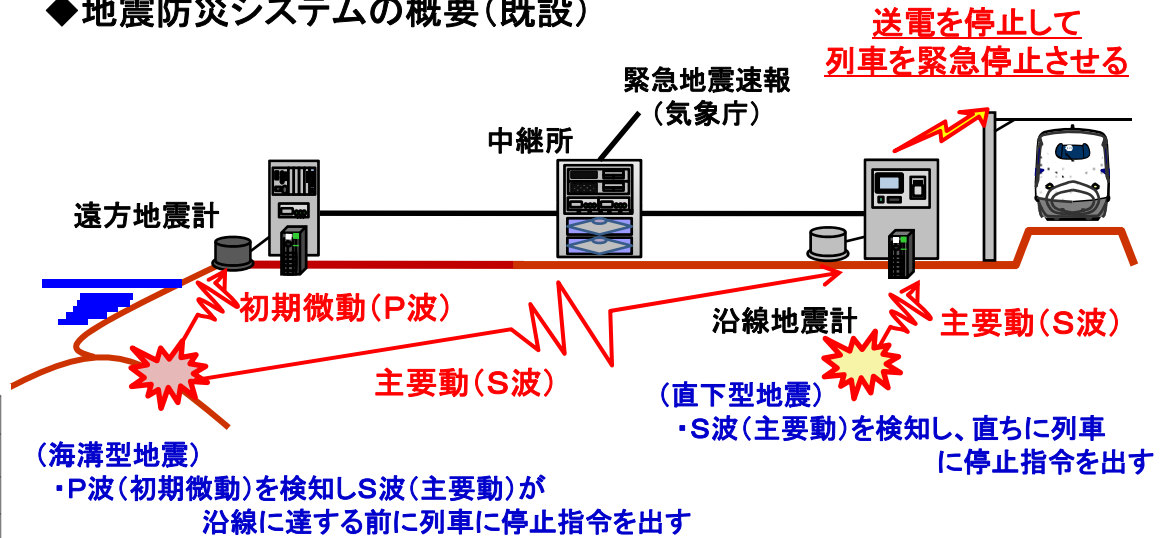 ◆地震防災システムの概要(既設)
送電を停止して
列車を緊急停止させる
緊急地震速報
(気象庁)
中継所
遠方地震計
初期微動(P波)
沿線地震計
主要動(S波)
主要動(S波)
(直下型地震)
・S波(主要動)を検知し、直ちに列車
に停止指令を出す
(海溝型地震)
・P波(初期微動)を検知しS波(主要動)が
沿線に達する前に列車に停止指令を出す